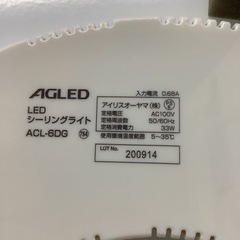 AGLED
LED
シーリングライト
ACL-6DG
入力電流 0.68A
アイリスオーヤマ(株)
定格電圧 AC100V
定格周波数 50/60Hz
定格消費電力 33W
使用環境温度範囲 5~35℃
LOT No. 200914